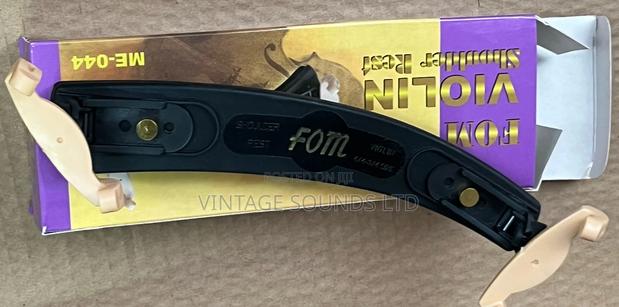 ME-044
FOM
VIOLIN
Shoulder Rest
SHOULDER
REST
FOM
VIOLIN
POSTED ON
VINTAGE SOUNDS LTD